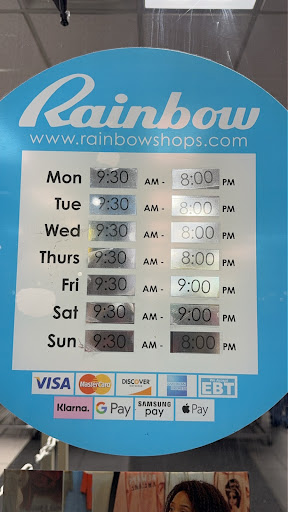 Rainbow
www.rainbowshops.com
Mon 9:30 AM - 8:00 PM
Tue 9:30 AM - 8:00 PM
Wed 9:30 AM - 8:00 PM
Thurs 9:30 AM - 8:00 PM
Fri 9:30 AM - 9:00 PM
Sat 9:30 AM - 9:00 PM
Sun 9:30 AM - 8:00 PM
VISA MasterCard DISCOVER AMERICAN EXPRESS EBT
Klarna. G Pay SAMSUNG pay Pay